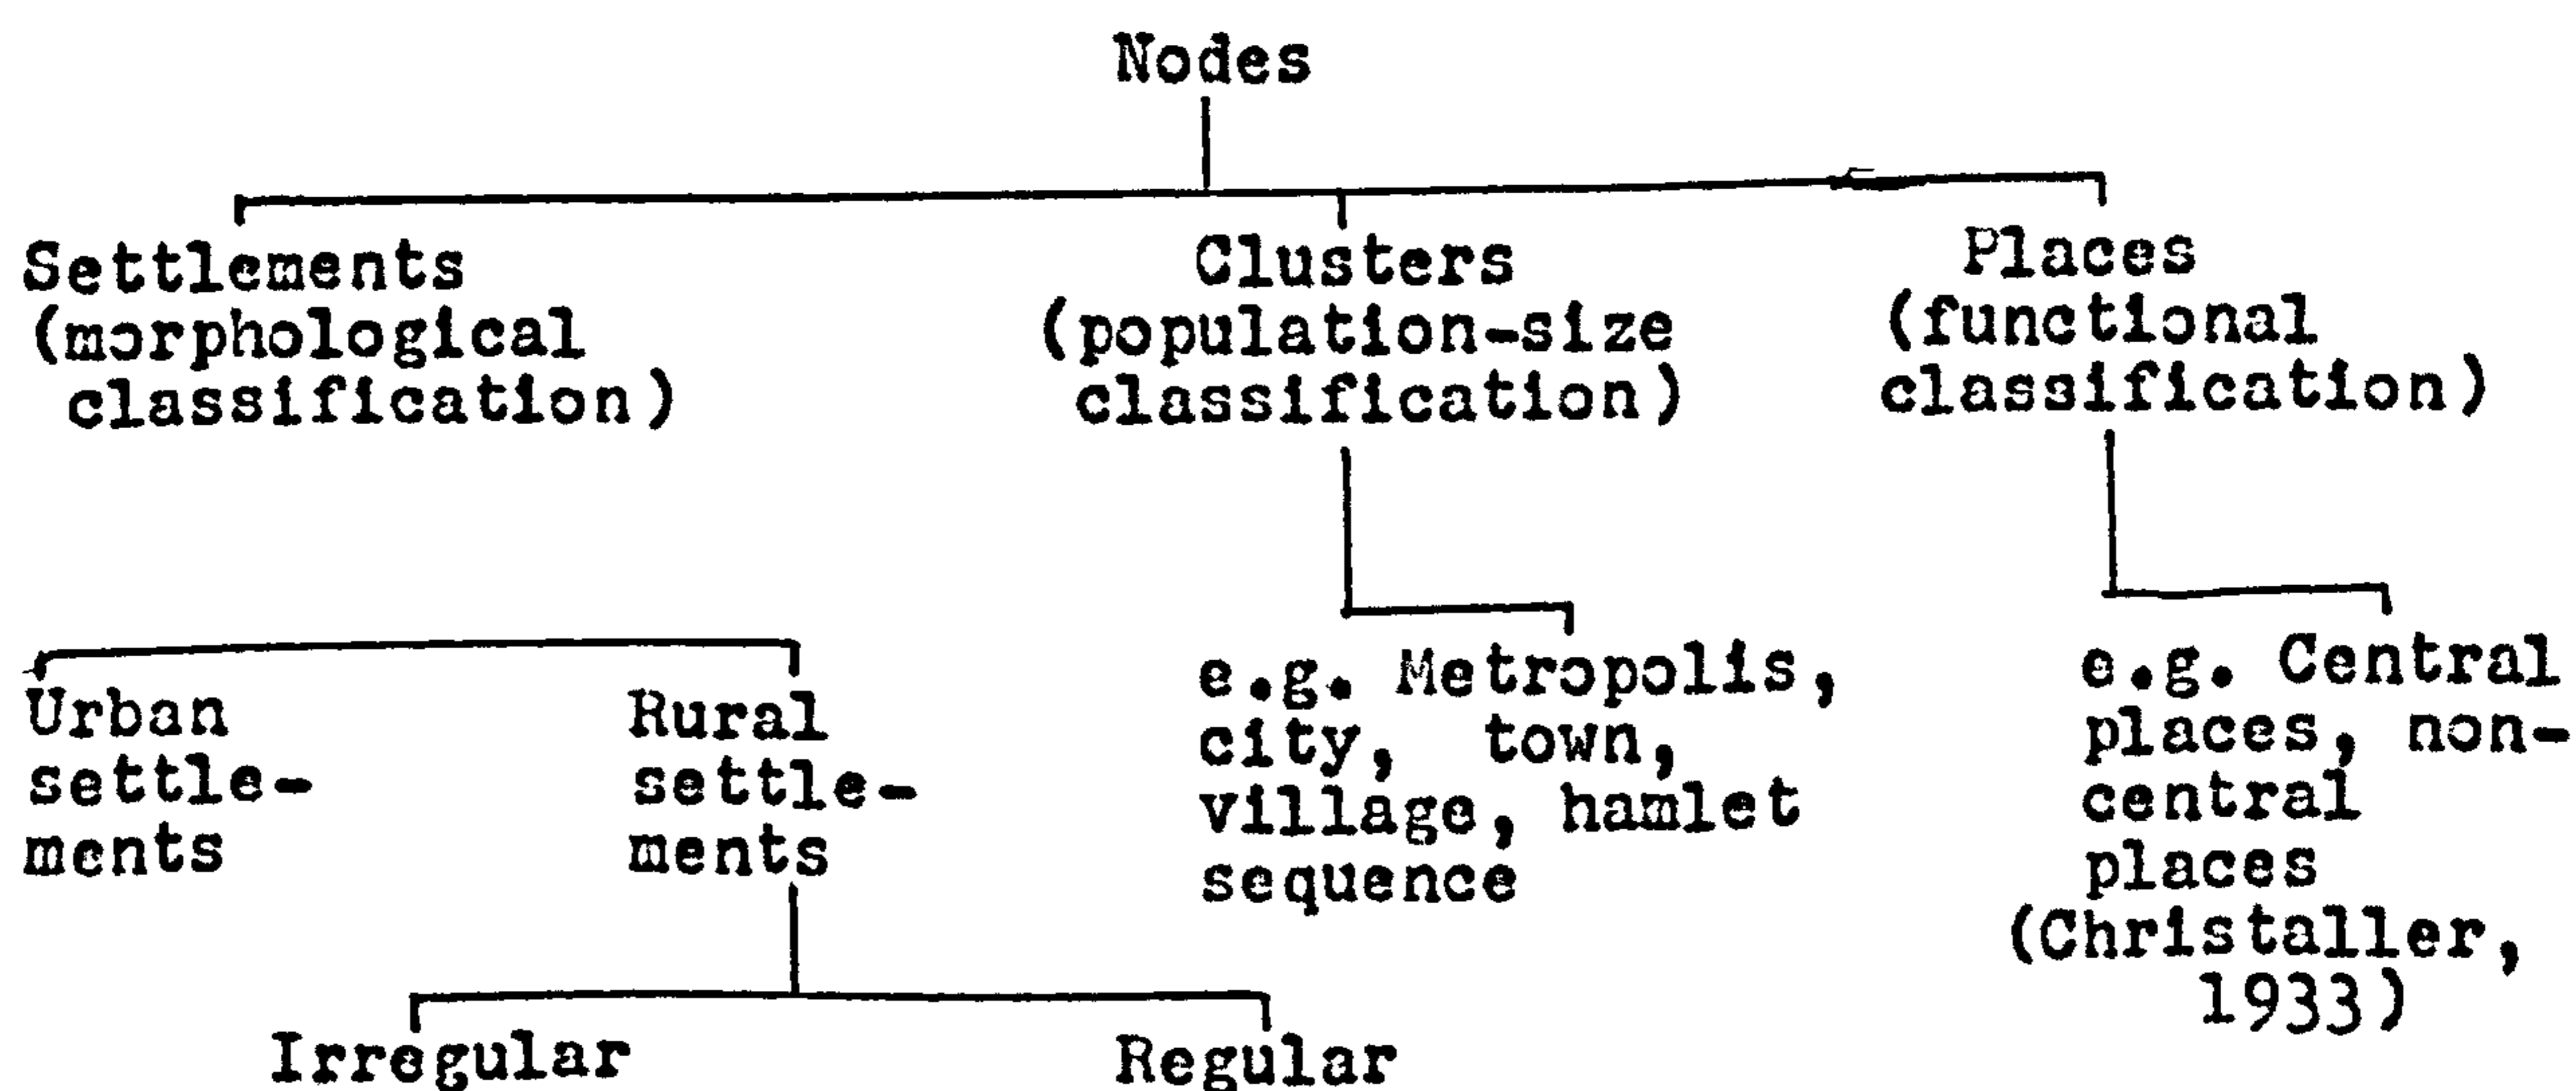 Nodes
Settlements
(morphological
classification)
Clusters
(population-size
classification)
Places
(functional
classification)
Urban
settle-
ments
Rural
settle-
ments
e.g. Metropolis,
city, town,
village, hamlet
sequence
e.g. Central
places, non-
central
places
(Christaller,
1933)
Irregular
Regular